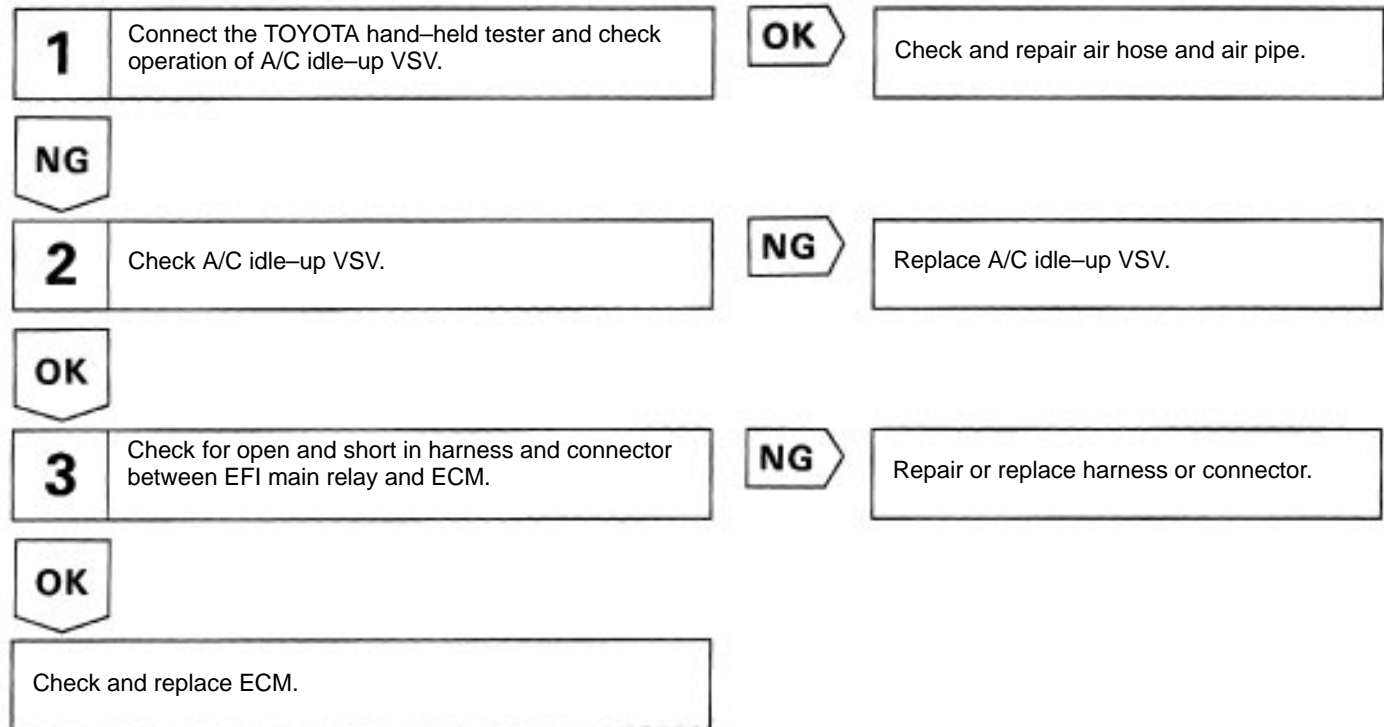 1
Connect the TOYOTA hand–held tester and check
operation of A/C idle–up VSV.
OK
Check and repair air hose and air pipe.
NG
2
Check A/C idle–up VSV.
NG
Replace A/C idle–up VSV.
OK
3
Check for open and short in harness and connector
between EFI main relay and ECM.
NG
Repair or replace harness or connector.
OK
Check and replace ECM.